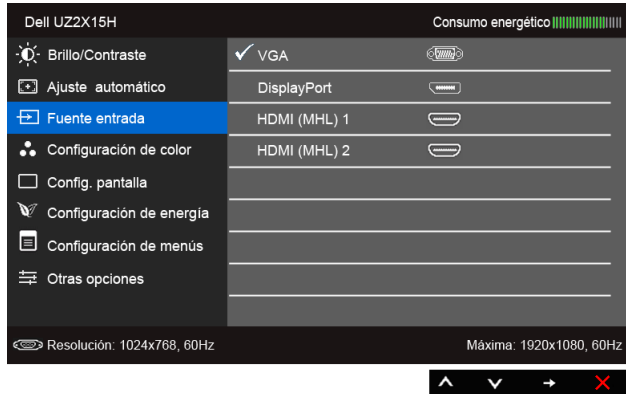 Dell UZ2X15H Consumo energético
Brillo/Contraste VGA
Ajuste automático DisplayPort
Fuente entrada HDMI (MHL) 1
Configuración de color HDMI (MHL) 2
Config. pantalla
Configuración de energía
Configuración de menús
Otras opciones
Resolución: 1024x768, 60Hz Máxima: 1920x1080, 60Hz